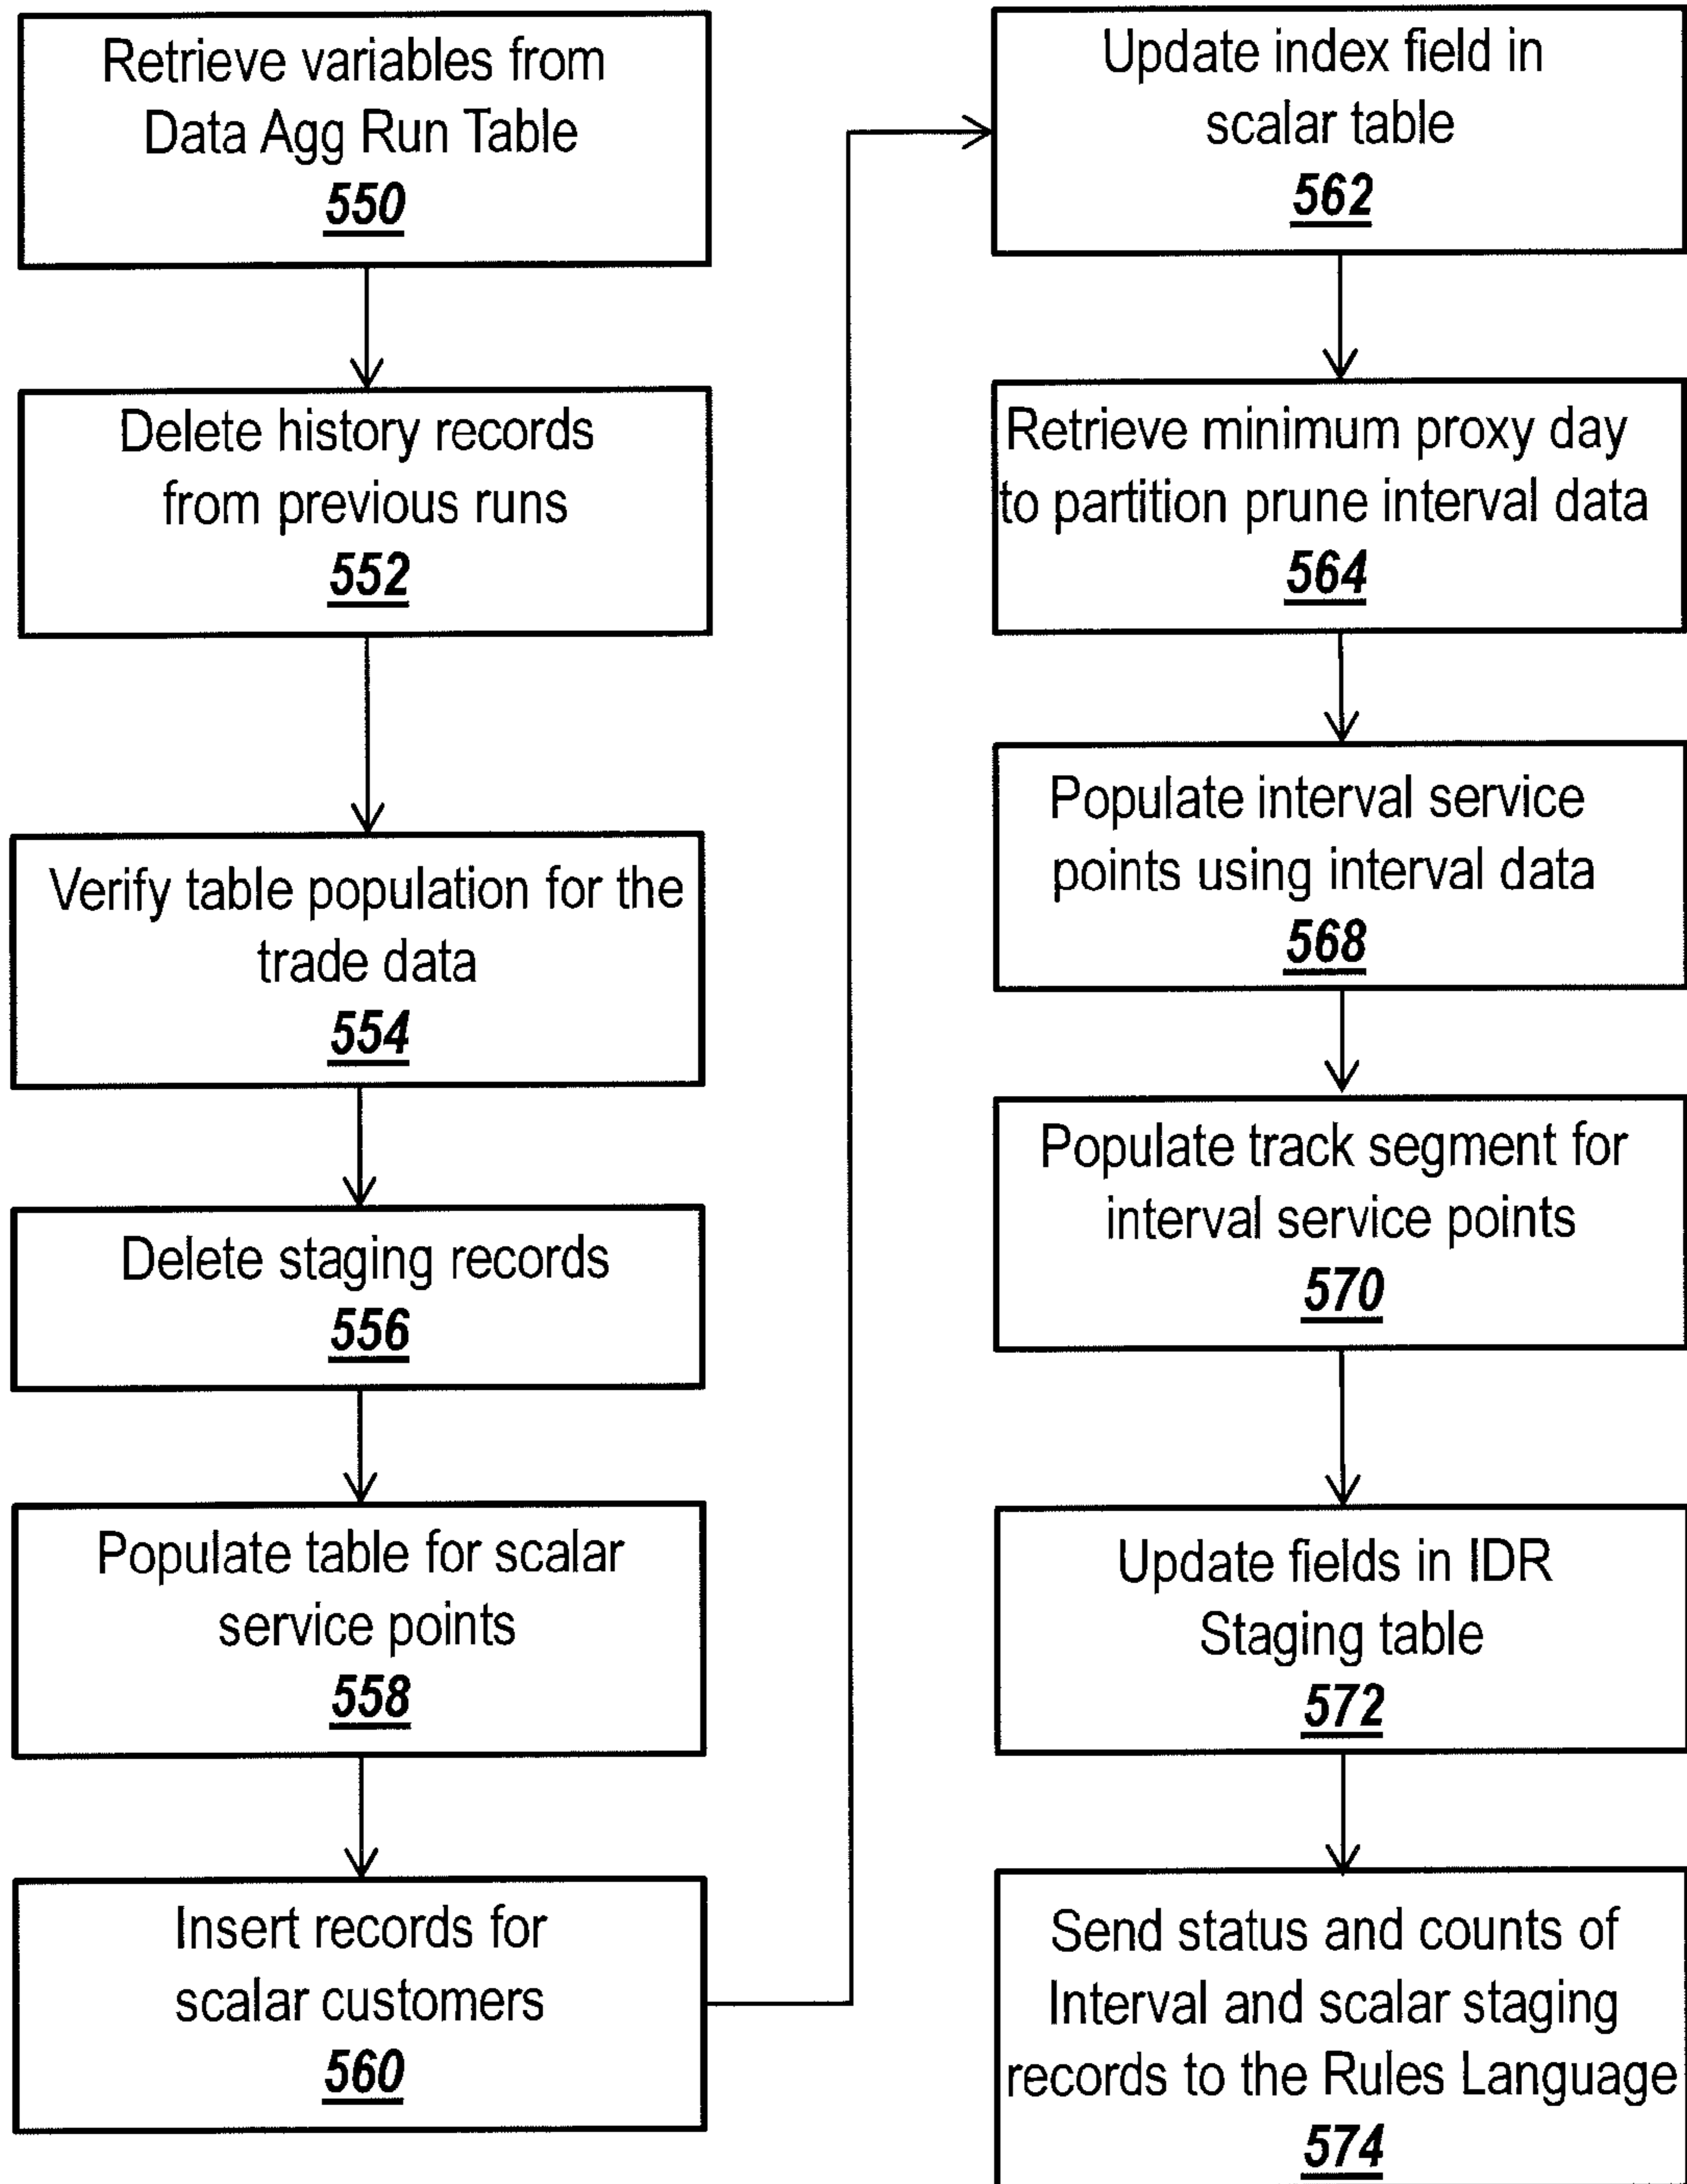 Retrieve variables from
Data Agg Run Table
550
Delete history records
from previous runs
552
Verify table population for the
trade data
554
Delete staging records
556
Populate table for scalar
service points
558
Insert records for
scalar customers
560
Update index field in
scalar table
562
Retrieve minimum proxy day
to partition prune interval data
564
Populate interval service
points using interval data
568
Populate track segment for
interval service points
570
Update fields in IDR
Staging table
572
Send status and counts of
Interval and scalar staging
records to the Rules Language
574